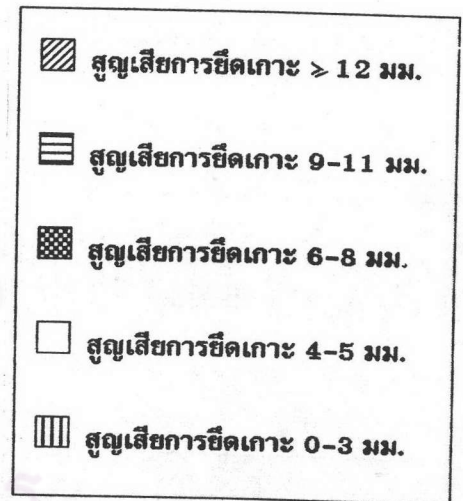 สูญเสียการยึดเกาะ ⩾ 12 มม.
สูญเสียการยึดเกาะ 9-11 มม.
สูญเสียการยึดเกาะ 6-8 มม.
สูญเสียการยึดเกาะ 4-5 มม.
สูญเสียการยึดเกาะ 0-3 มม.